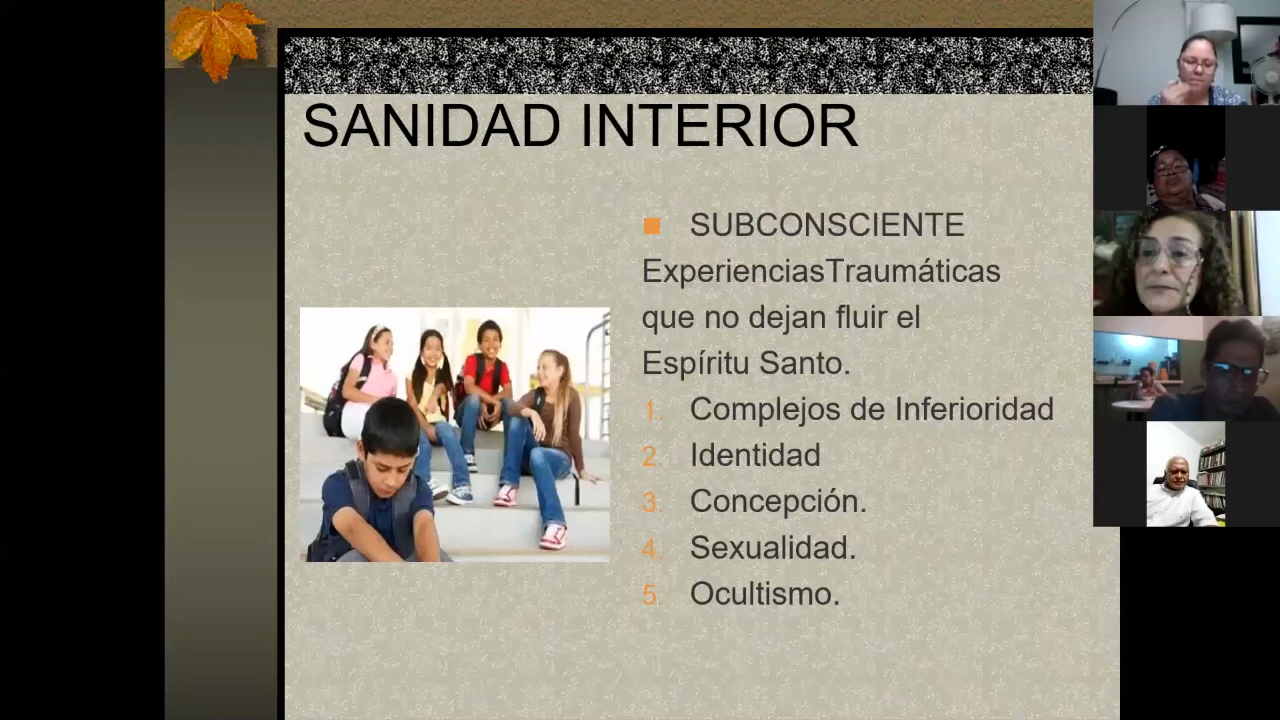 SANIDAD INTERIOR
SUBCONSCIENTE
ExperienciasTraumáticas
que no dejan fluir el
Espíritu Santo.
1. Complejos de Inferioridad
2. Identidad
3. Concepción.
4. Sexualidad.
5. Ocultismo.